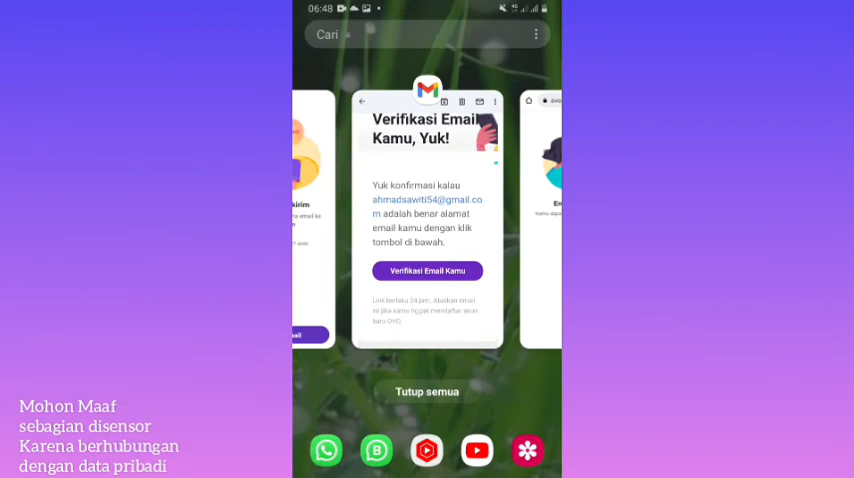 06:48
Cari
Verifikasi Email
Kamu, Yuk!
Yuk konfirmasi kalau
ahmadsawiti54@gmail.co
m adalah benar alamat
email kamu dengan klik
tombol di bawah.
Verifikasi Email Kamu
Link berlaku 24 jam. Abaikan email
ini jika kamu nggak mendaftar akun
baru OVO.
kirim
Tutup semua
Mohon Maaf
sebagian disensor
Karena berhubungan
dengan data pribadi